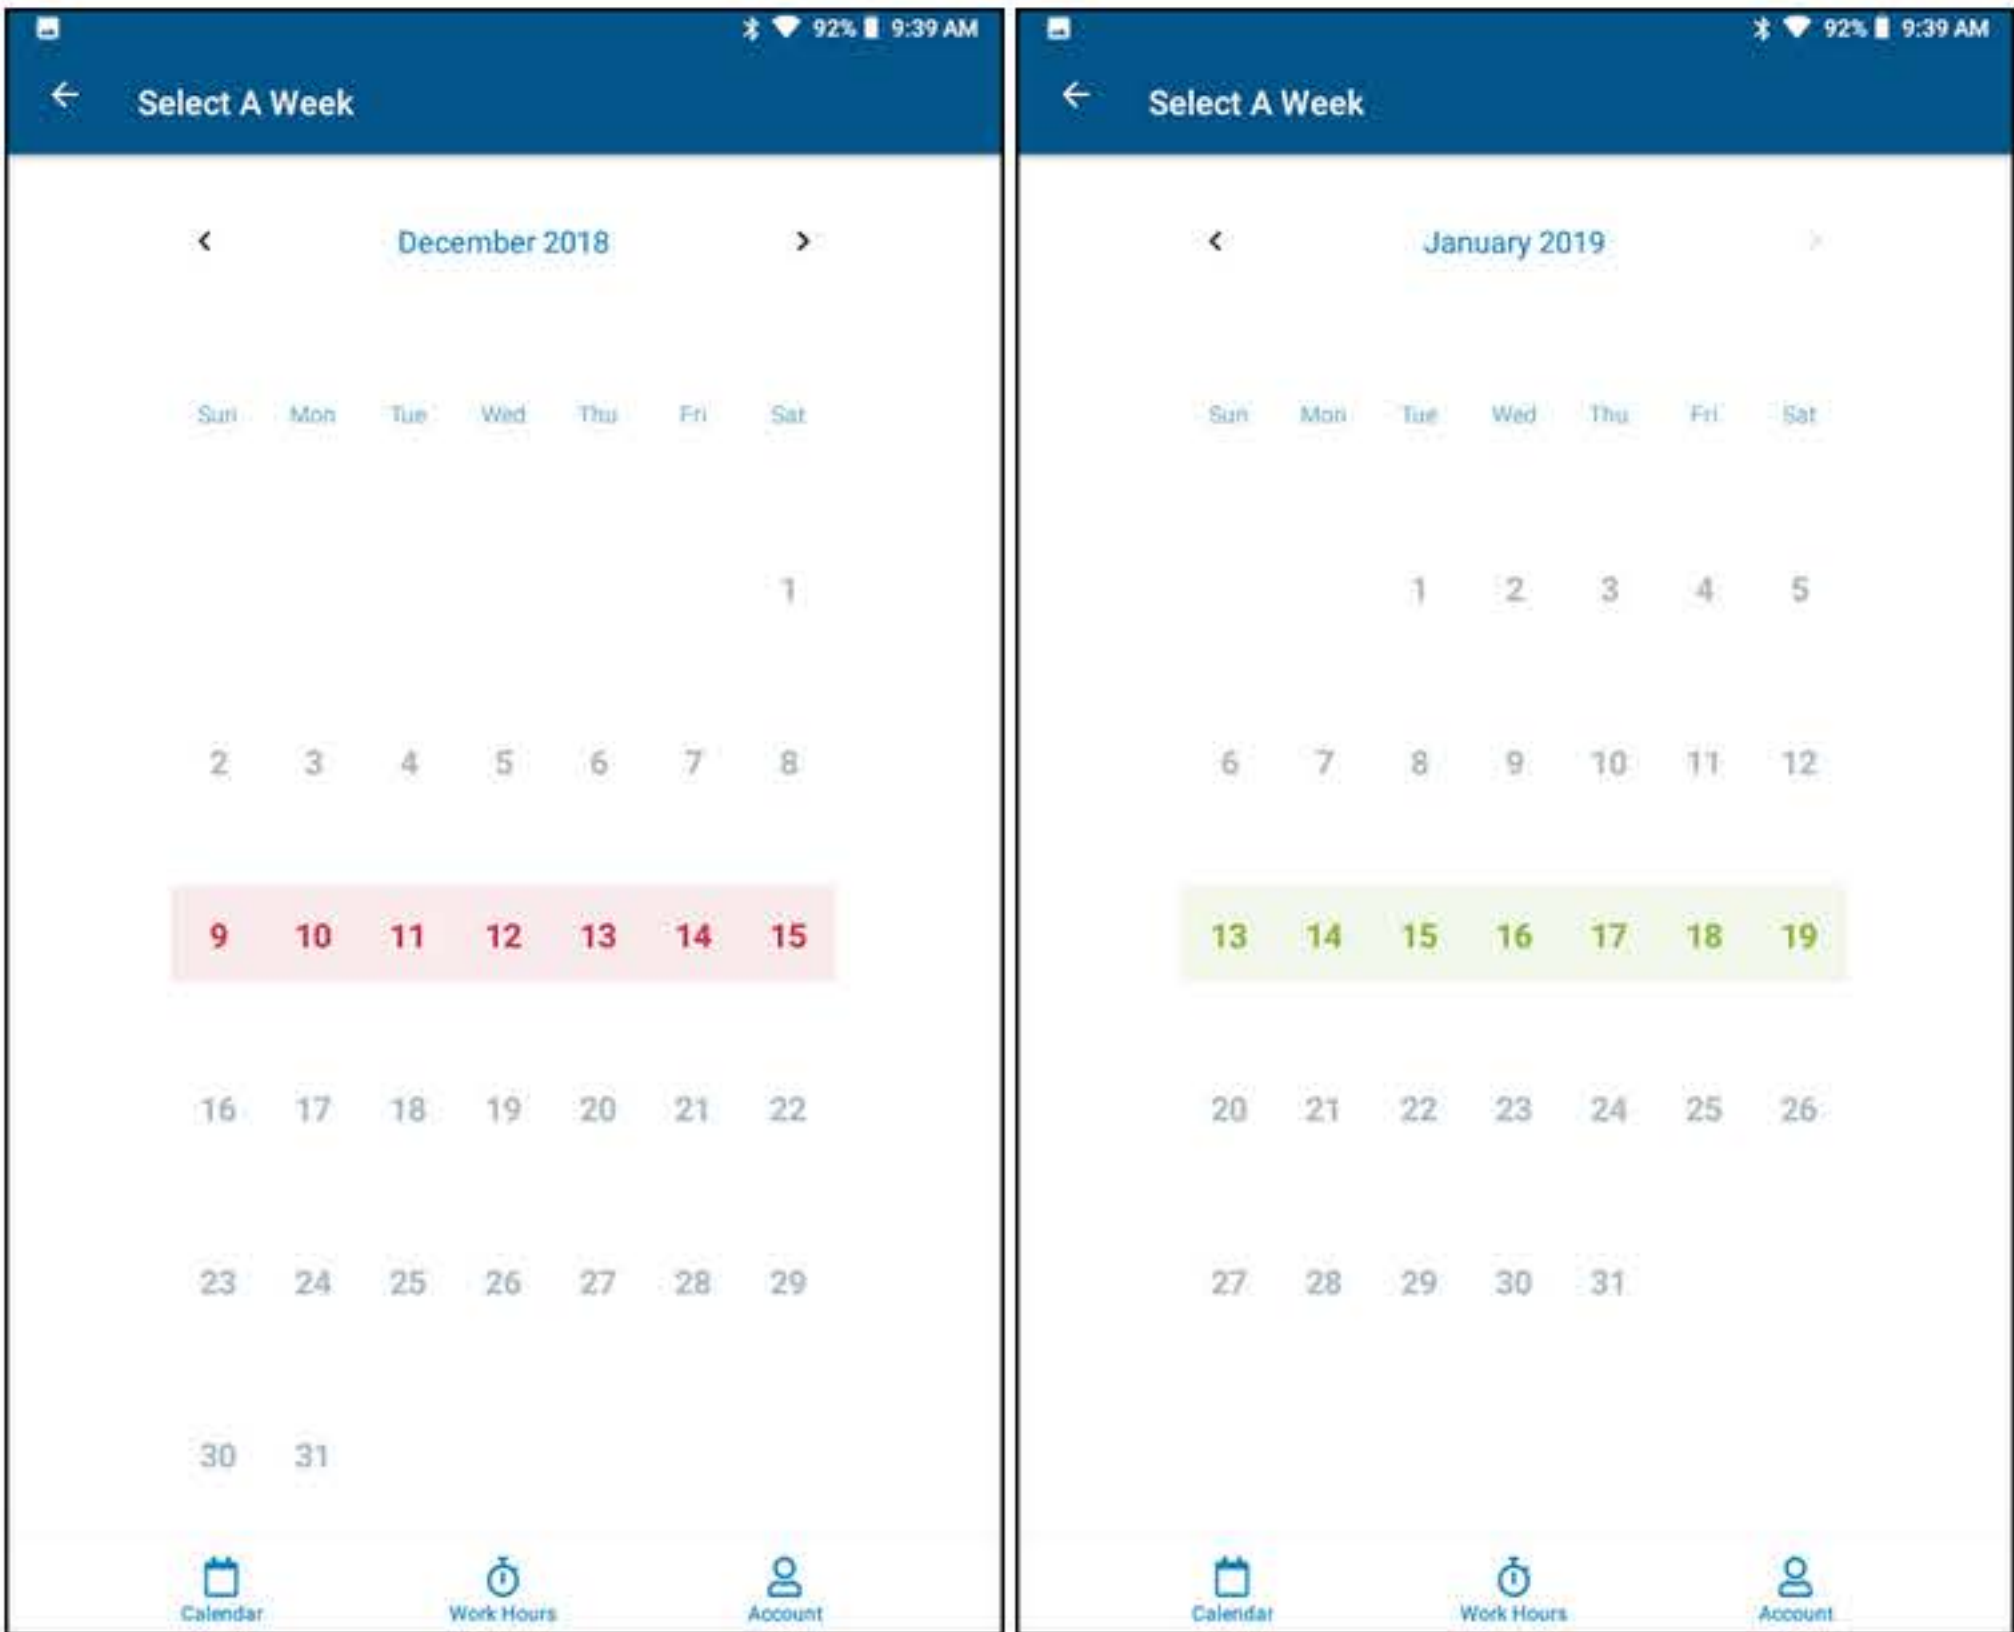 92% 9:39 AM
Select A Week
December 2018
Sun Mon Tue Wed Thu Fri Sat
1
2 3 4 5 6 7 8
9 10 11 12 13 14 15
16 17 18 19 20 21 22
23 24 25 26 27 28 29
30 31
Calendar Work Hours Account
92% 9:39 AM
Select A Week
January 2019
Sun Mon Tue Wed Thu Fri Sat
1 2 3 4 5
6 7 8 9 10 11 12
13 14 15 16 17 18 19
20 21 22 23 24 25 26
27 28 29 30 31
Calendar Work Hours Account